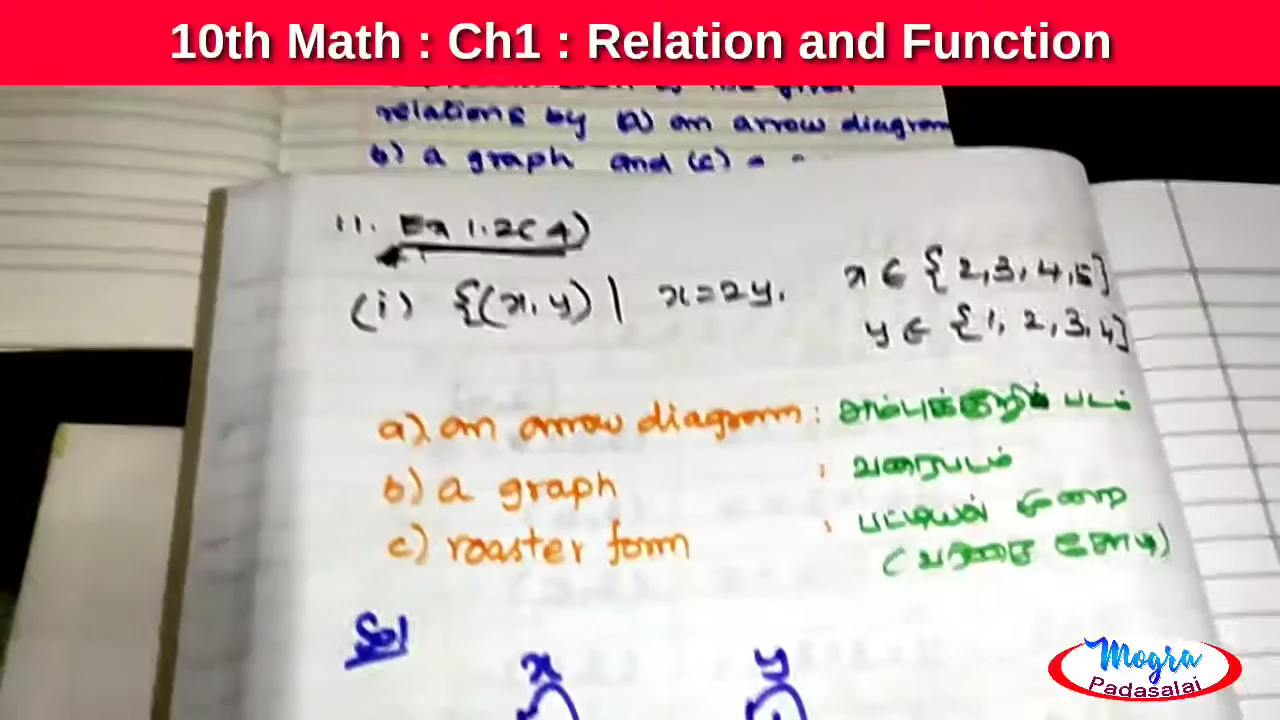 10th Math : Ch1 : Relation and Function
relations by (a) an arrow diagram
b) a graph and (c) a
11. Ex 1.2(4)
(i) {(x, y) | x = 2y, x ∈ {2, 3, 4, 5}
y ∈ {1, 2, 3, 4}
a) an arrow diagram : அம்புக்குறி படம்
b) a graph : வரைபடம்
c) roaster form : பட்டியல் முறை
Sol
x y
Mogra
Padasalai